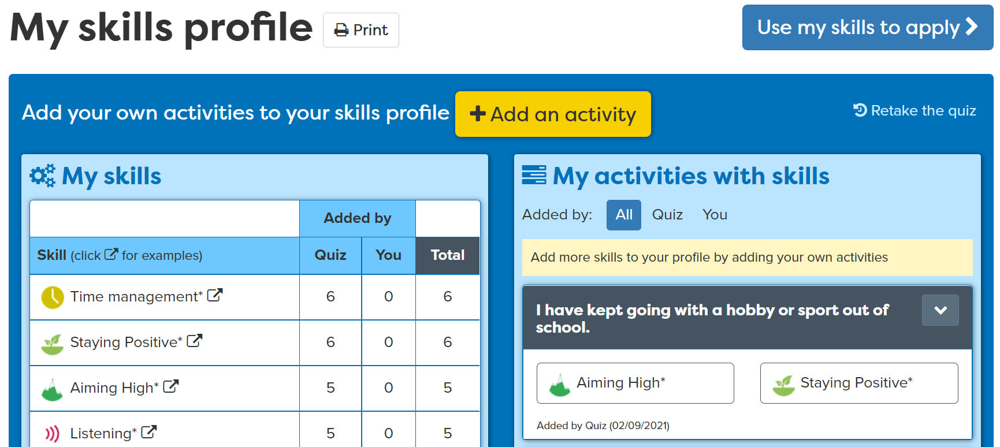 My skills profile
Print
Use my skills to apply
Add your own activities to your skills profile
Add an activity
Retake the quiz
My skills
Added by
Skill (click for examples) Quiz You Total
Time management* 6 0 6
Staying Positive* 6 0 6
Aiming High* 5 0 5
Listening* 5 0 5
My activities with skills
Added by: All Quiz You
Add more skills to your profile by adding your own activities
I have kept going with a hobby or sport out of
school.
Aiming High* Staying Positive*
Added by Quiz (02/09/2021)